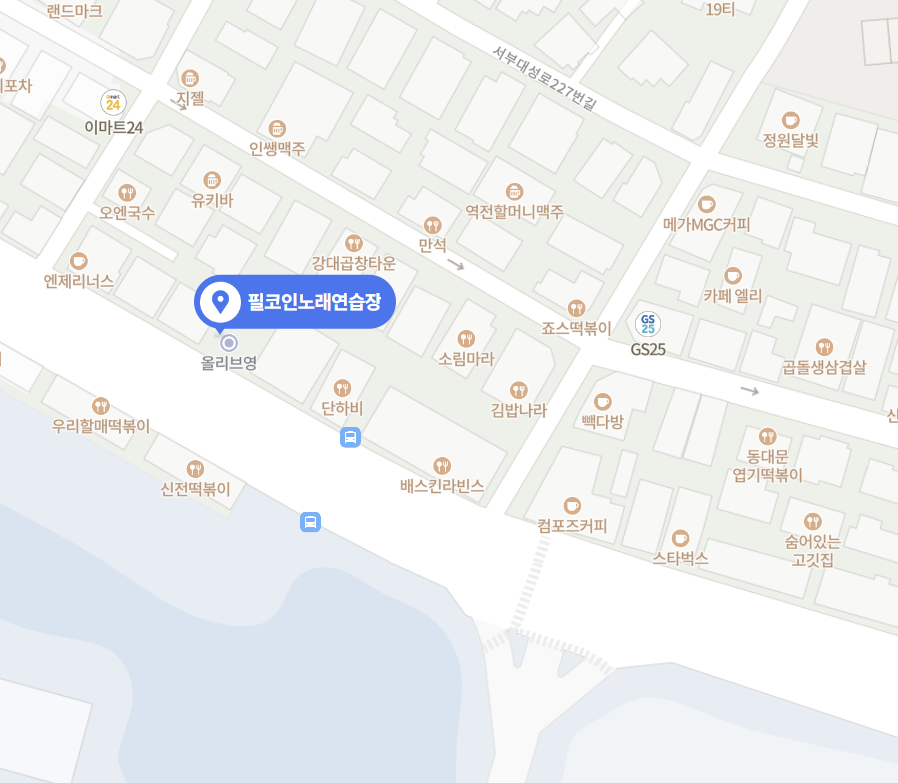 랜드마크
19티
서부대성로227번길
포차
지젤
emart
24
이마트24
정원달빛
인쌩맥주
오엔국수
유키바
역전할머니맥주
메가MGC커피
만석
강대곱창타운
엔제리너스
카페 엘리
필코인노래연습장
죠스떡볶이
GS
25
GS25
올리브영
소림마라
곱돌생삼겹살
단하비
김밥나라
빽다방
우리할매떡볶이
신
동대문
엽기떡볶이
배스킨라빈스
신전떡볶이
컴포즈커피
숨어있는
고깃집
스타벅스